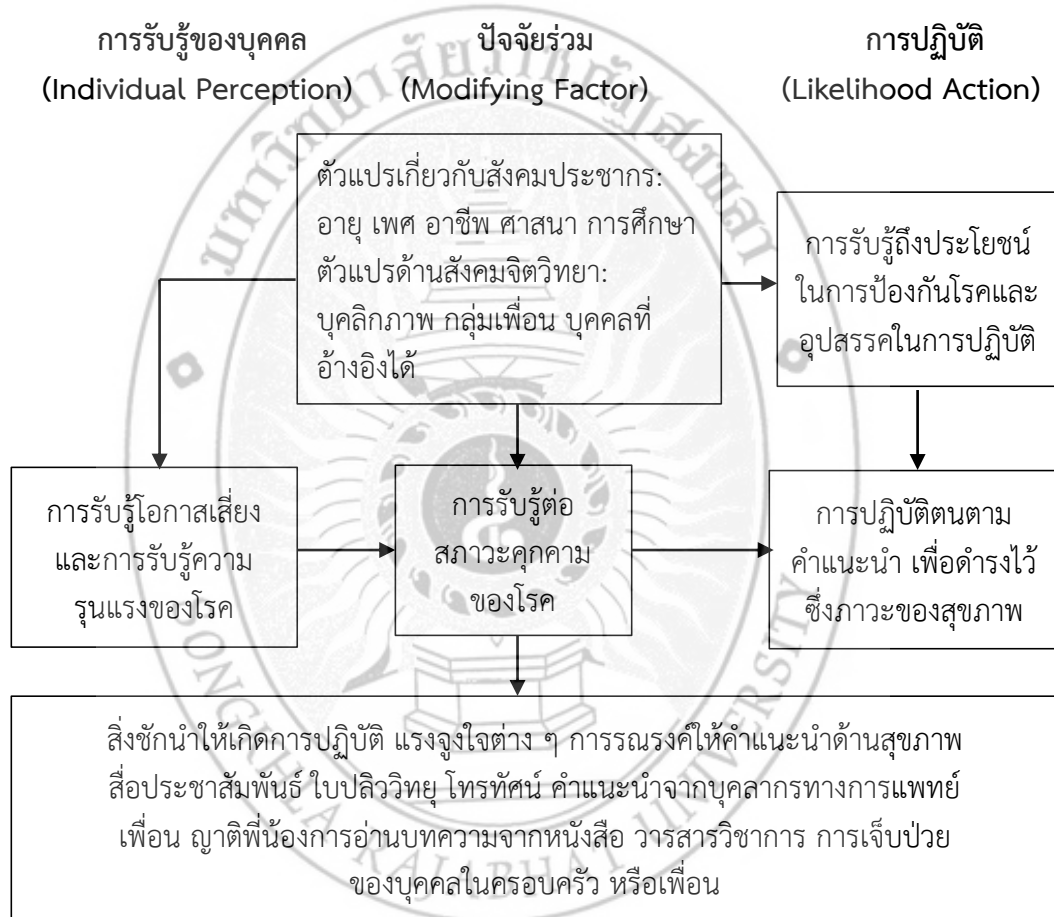 การรับรู้ของบุคคล
(Individual Perception)
ปัจจัยร่วม
(Modifying Factor)
การปฏิบัติ
(Likelihood Action)
ตัวแปรเกี่ยวกับสังคมประชากร:
อายุ เพศ อาชีพ ศาสนา การศึกษา
ตัวแปรด้านสังคมจิตวิทยา:
บุคลิกภาพ กลุ่มเพื่อน บุคคลที่
อ้างอิงได้
การรับรู้ถึงประโยชน์
ในการป้องกันโรคและ
อุปสรรคในการปฏิบัติ
การรับรู้โอกาสเสี่ยง
และการรับรู้ความ
รุนแรงของโรค
การรับรู้ต่อ
สภาวะคุกคาม
ของโรค
การปฏิบัติตนตาม
คำแนะนำ เพื่อดำรงไว้
ซึ่งภาวะของสุขภาพ
สิ่งชักนำให้เกิดการปฏิบัติ แรงจูงใจต่าง ๆ การรณรงค์ให้คำแนะนำด้านสุขภาพ
สื่อประชาสัมพันธ์ ใบปลิววิทยุ โทรทัศน์ คำแนะนำจากบุคลากรทางการแพทย์
เพื่อน ญาติพี่น้องการอ่านบทความจากหนังสือ วารสารวิชาการ การเจ็บป่วย
ของบุคคลในครอบครัว หรือเพื่อน
มหาวิทยาลัยราชภัฏสงขลา
SONGKHLA RAJABHAT UNIVERSITY